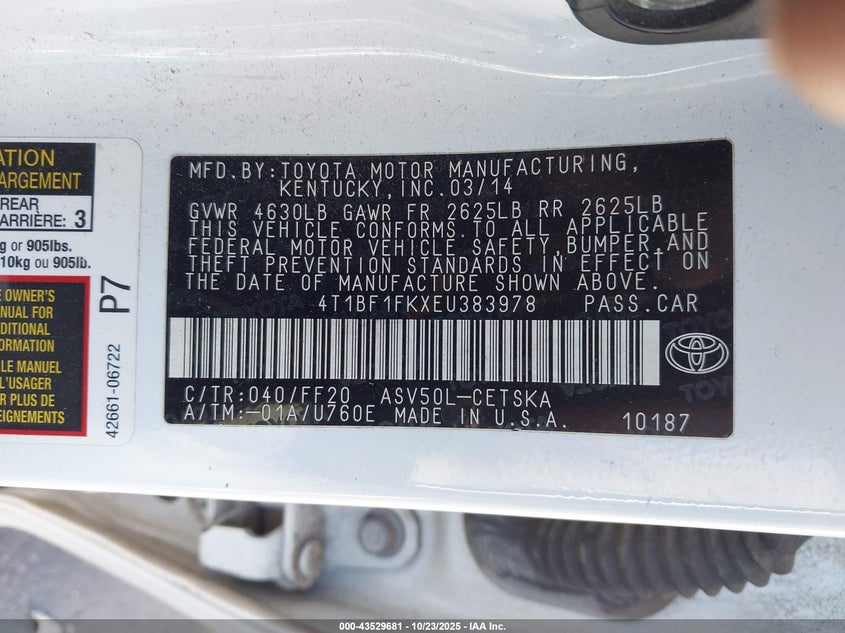 ATION
ARGEMENT
REAR
ARRIÈRE: 3
g or 905lbs.
10kg ou 905lb.
E OWNER'S
ANUAL FOR
DITIONAL
FORMATION
LE MANUEL
L'USAGER
R PLUS DE
EIGNEMENTS
P7
42661-06722
MFD.BY:TOYOTA MOTOR MANUFACTURING,
KENTUCKY,INC.03/14
GVWR 4630LB GAWR FR 2625LB RR 2625LB
THIS VEHICLE CONFORMS TO ALL APPLICABLE
FEDERAL MOTOR VEHICLE SAFETY,BUMPER,AND
THEFT PREVENTION STANDARDS IN EFFECT ON
THE DATE OF MANUFACTURE SHOWN ABOVE.
4T1BF1FKXEU383978 PASS.CAR
C/TR:040/FF20 ASV50L-CETSKA
A/TM:-01A/U760E MADE IN U.S.A.
10187
000-43529681 | 10/23/2025 | IAA Inc.